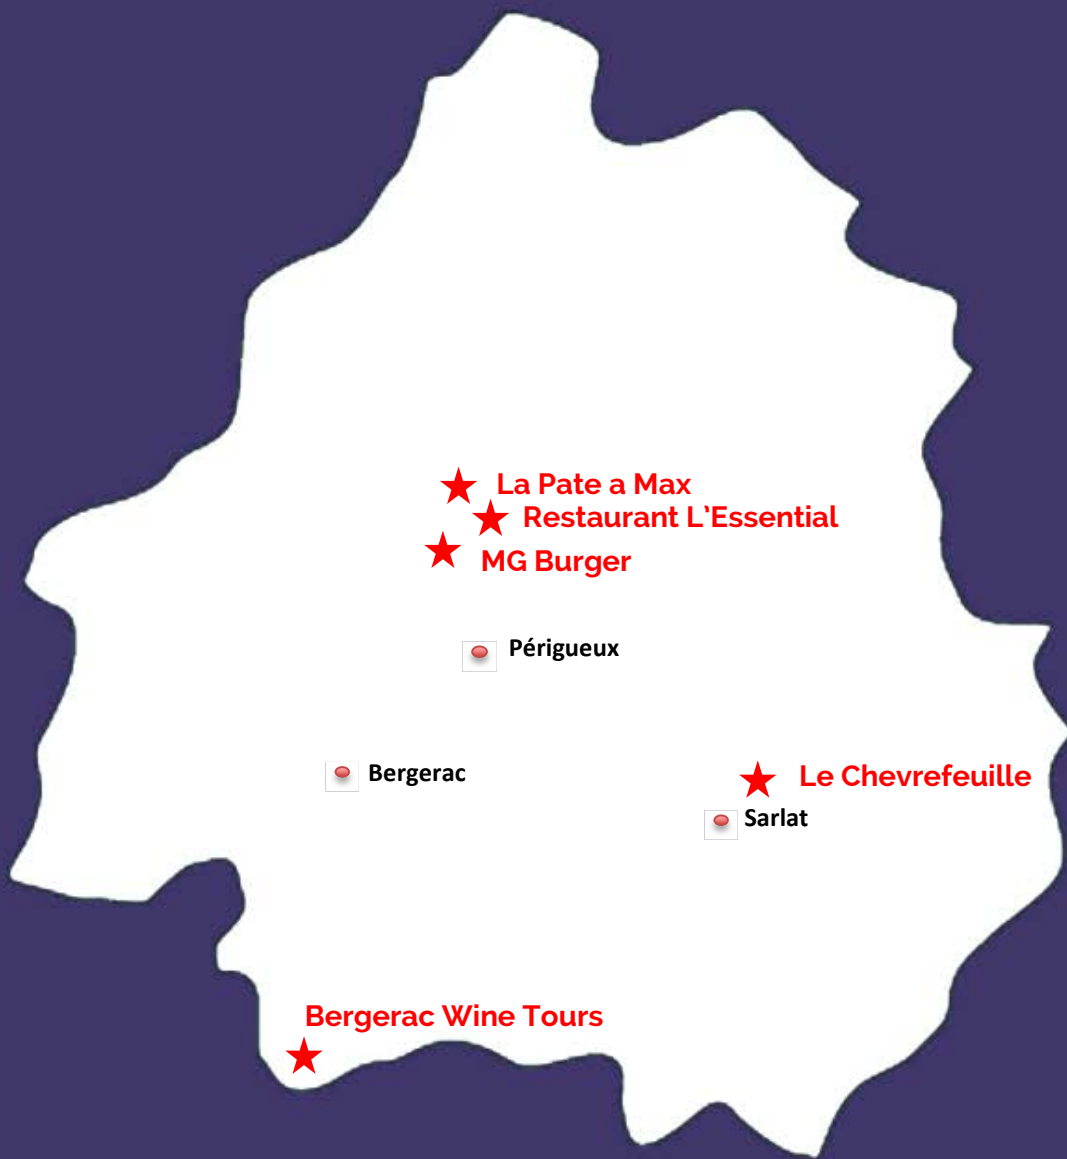 La Pate a Max
Restaurant L’Essential
MG Burger
Périgueux
Bergerac
Le Chevrefeuille
Sarlat
Bergerac Wine Tours